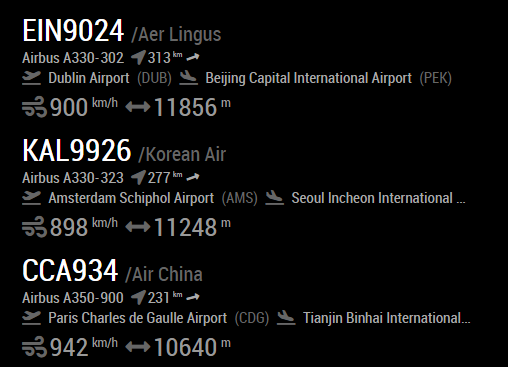 EIN9024 /Aer Lingus
Airbus A330-302 313 km
Dublin Airport (DUB) Beijing Capital International Airport (PEK)
900 km/h 11856 m
KAL9926 /Korean Air
Airbus A330-323 277 km
Amsterdam Schiphol Airport (AMS) Seoul Incheon International ...
898 km/h 11248 m
CCA934 /Air China
Airbus A350-900 231 km
Paris Charles de Gaulle Airport (CDG) Tianjin Binhai International...
942 km/h 10640 m